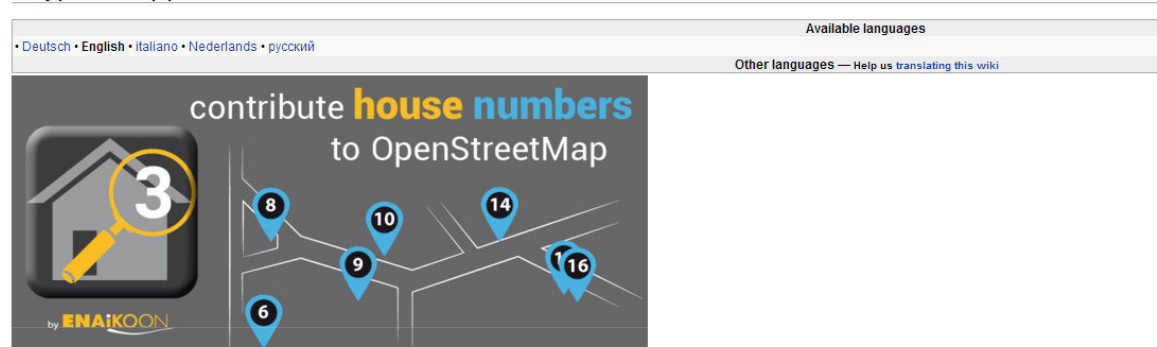 Available languages
• Deutsch • English • italiano • Nederlands • русский
Other languages — Help us translating this wiki
contribute house numbers
to OpenStreetMap
3
8
10
14
9
16
6
by ENAiKOON